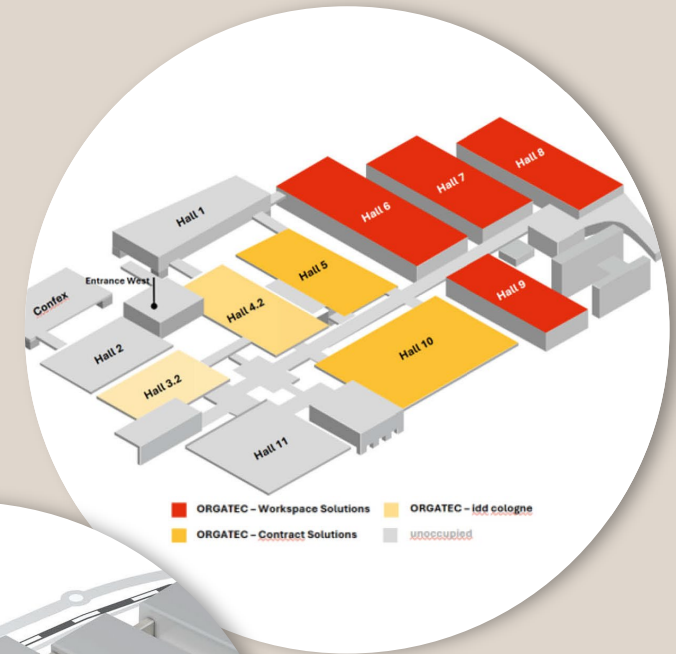 Hall 8
Hall 7
Hall 6
Hall 1
Hall 5
Entrance West
Confex
Hall 4.2
Hall 9
Hall 2
Hall 10
Hall 3.2
Hall 11
ORGATEC – Workspace Solutions
ORGATEC – idd cologne
ORGATEC – Contract Solutions
unoccupied